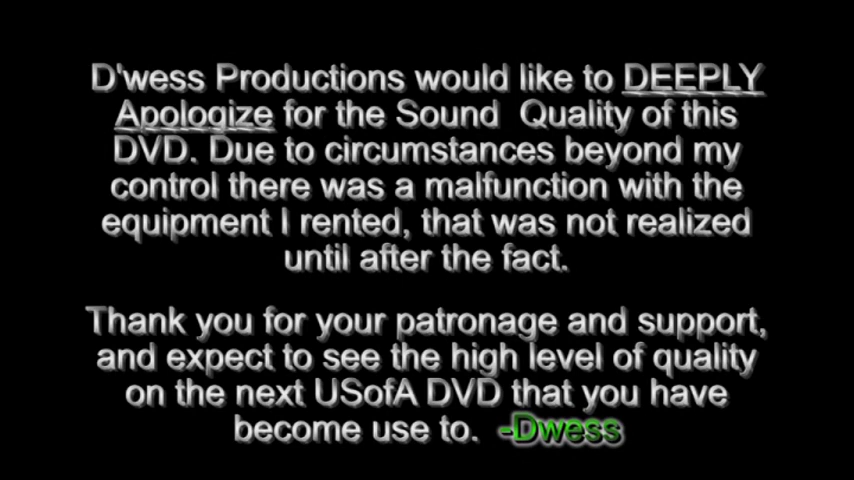 D'wess Productions would like to DEEPLY
Apologize for the Sound  Quality of this
DVD. Due to circumstances beyond my
control there was a malfunction with the
equipment I rented, that was not realized
until after the fact.
Thank you for your patronage and support,
and expect to see the high level of quality
on the next USofA DVD that you have
become use to.  -Dwess